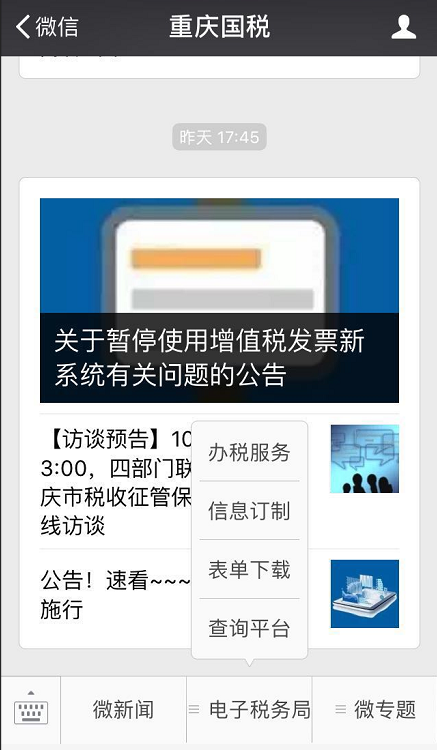 微信
重庆国税
昨天 17:45
关于暂停使用增值税发票新
系统有关问题的公告
【访谈预告】10
3:00，四部门联
庆市税收征管保
线访谈
公告！速看~~~
施行
办税服务
信息订制
表单下载
查询平台
微新闻
电子税务局
微专题